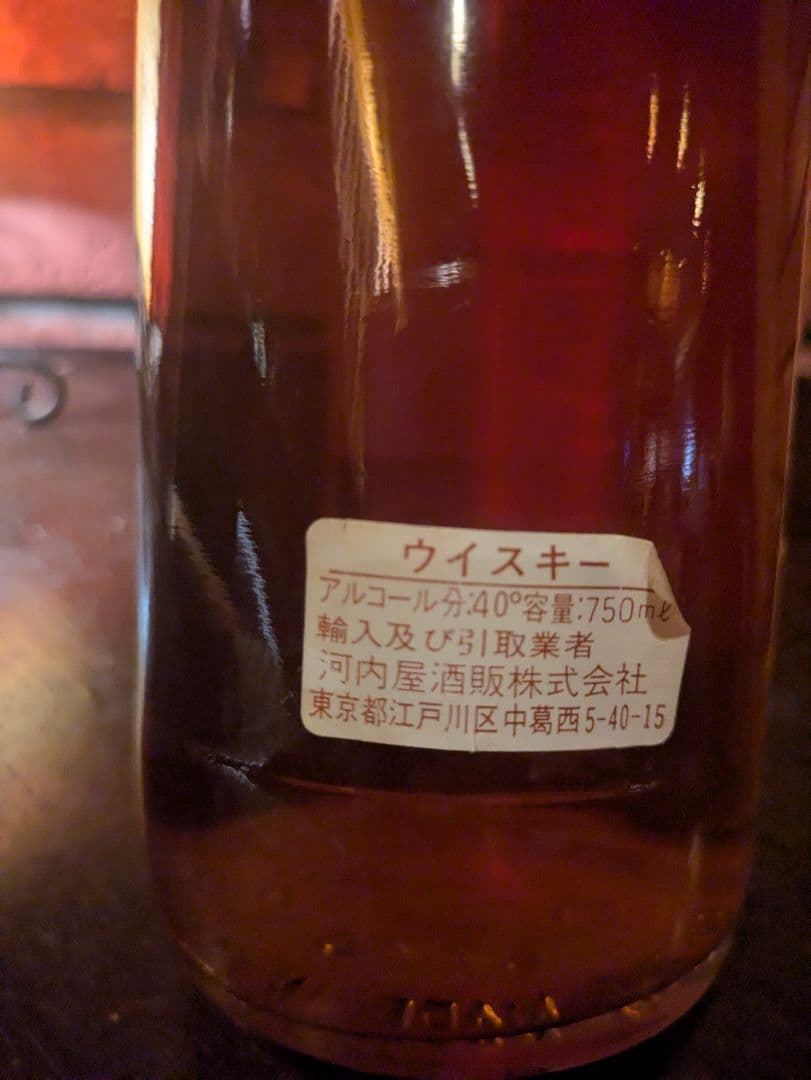 ウイスキー
アルコール分:40°容量:750mℓ
輸入及び引取業者
河内屋酒販株式会社
東京都江戸川区中葛西5-40-15